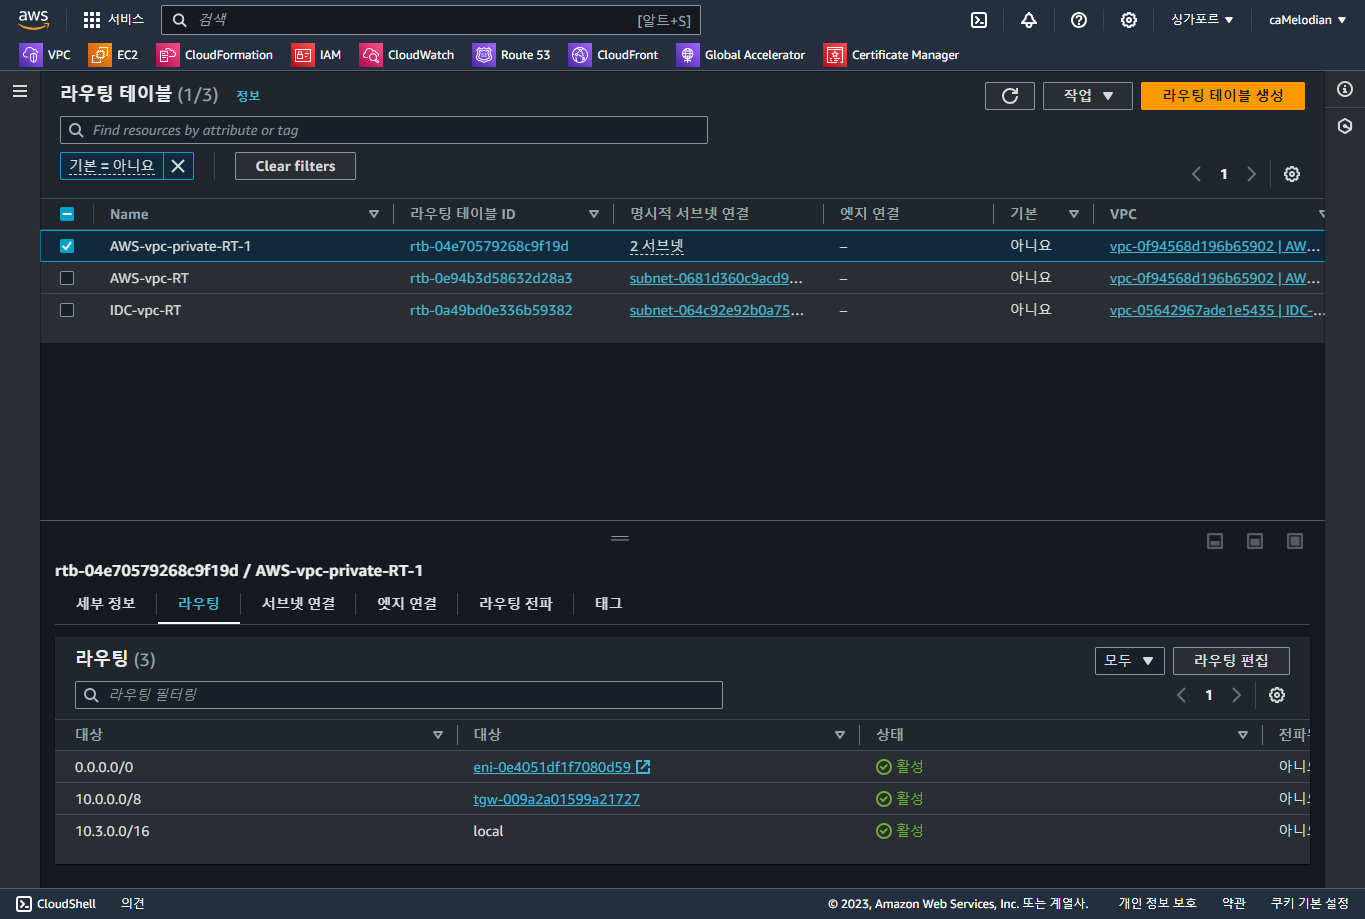 aws 서비스 검색 [알트+S] 싱가포르 caMelodian
VPC EC2 CloudFormation IAM CloudWatch Route 53 CloudFront Global Accelerator Certificate Manager
라우팅 테이블 (1/3) 정보 작업 라우팅 테이블 생성
Find resources by attribute or tag
기본 = 아니요 Clear filters 1
Name 라우팅 테이블 ID 명시적 서브넷 연결 엣지 연결 기본 VPC
AWS-vpc-private-RT-1 rtb-04e70579268c9f19d 2 서브넷 – 아니요 vpc-0f94568d196b65902 | AW...
AWS-vpc-RT rtb-0e94b3d58632d28a3 subnet-0681d360c9acd9... – 아니요 vpc-0f94568d196b65902 | AW...
IDC-vpc-RT rtb-0a49bd0e336b59382 subnet-064c92e92b0a75... – 아니요 vpc-05642967ade1e5435 | IDC-...
rtb-04e70579268c9f19d / AWS-vpc-private-RT-1
세부 정보 라우팅 서브넷 연결 엣지 연결 라우팅 전파 태그
라우팅 (3) 모두 라우팅 편집
라우팅 필터링 1
대상 대상 상태
0.0.0.0/0 eni-0e4051df1f7080d59 활성 아니요
10.0.0.0/8 tgw-009a2a01599a21727 활성 아니요
10.3.0.0/16 local 활성 아니요
CloudShell 의견 © 2023, Amazon Web Services, Inc. 또는 계열사. 개인 정보 보호 약관 쿠키 기본 설정